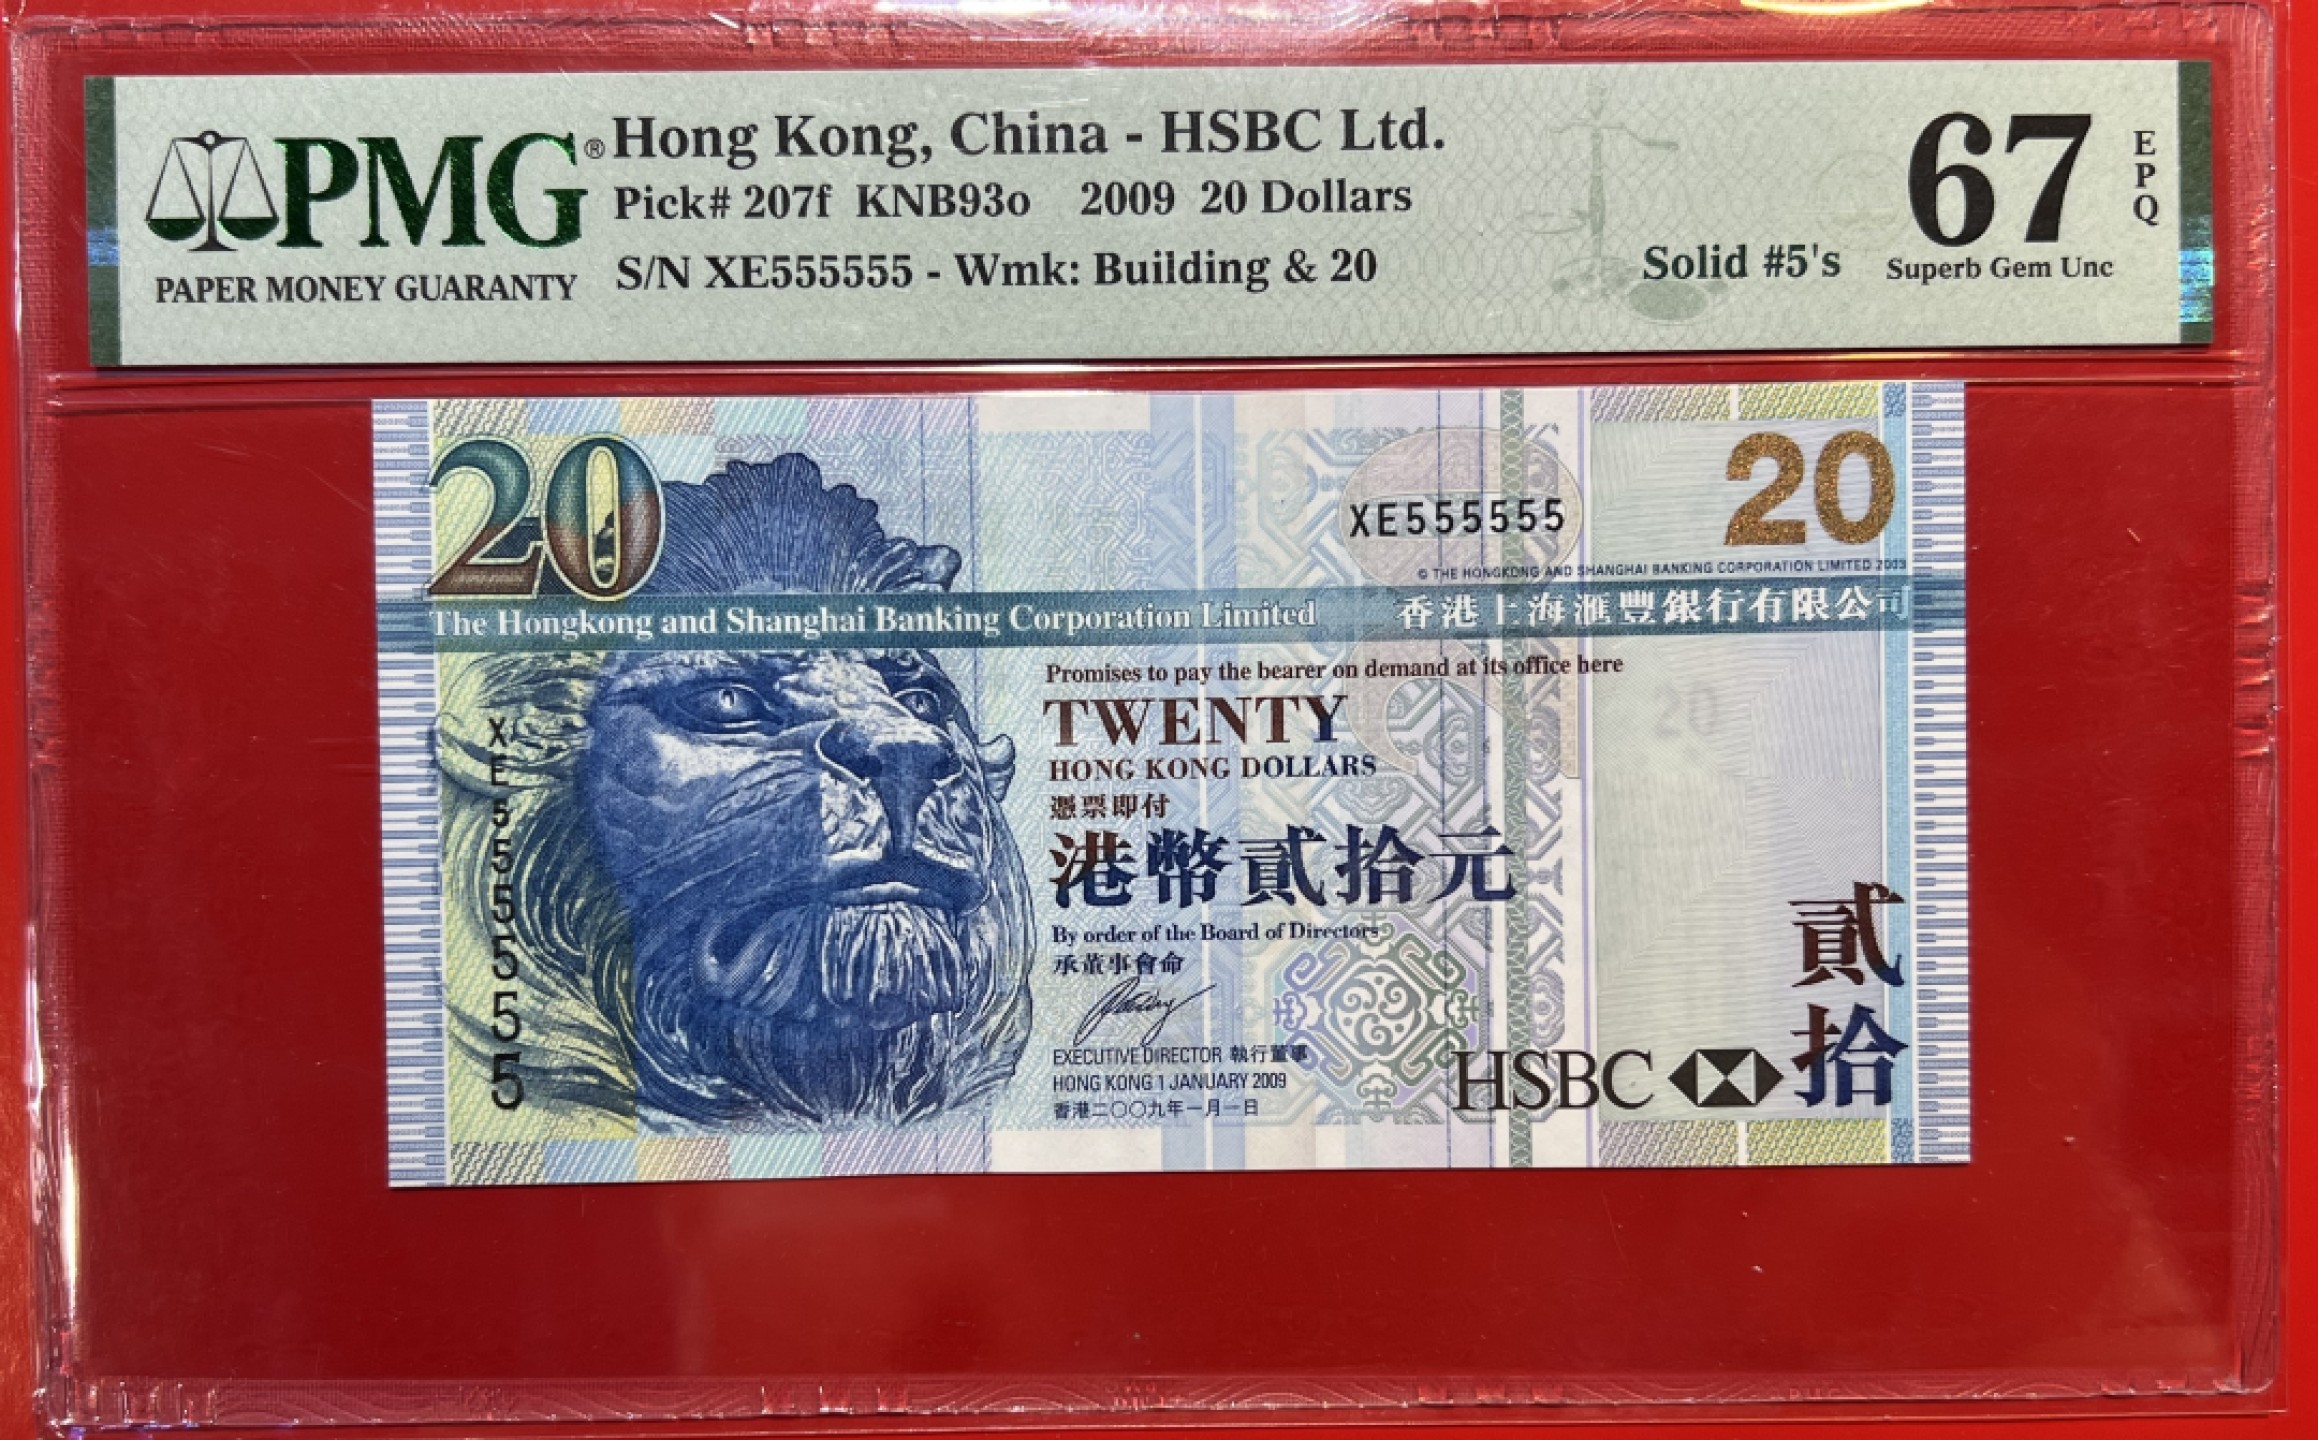 PMG®
PAPER MONEY GUARANTY
Hong Kong, China - HSBC Ltd.
Pick# 207f KNB93o 2009 20 Dollars
S/N XE555555 - Wmk: Building & 20
Solid #5's
67
EPQ
Superb Gem Unc
20
XE555555
20
© THE HONGKONG AND SHANGHAI BANKING CORPORATION LIMITED 2003
The Hongkong and Shanghai Banking Corporation Limited 香港上海滙豐銀行有限公司
Promises to pay the bearer on demand at its office here
TWENTY
HONG KONG DOLLARS
憑票即付
港幣貳拾元
20
By order of the Board of Directors
承董事會命
EXECUTIVE DIRECTOR 執行董事
HONG KONG 1 JANUARY 2009
香港二〇〇九年一月一日
HSBC
貳拾
XE555555